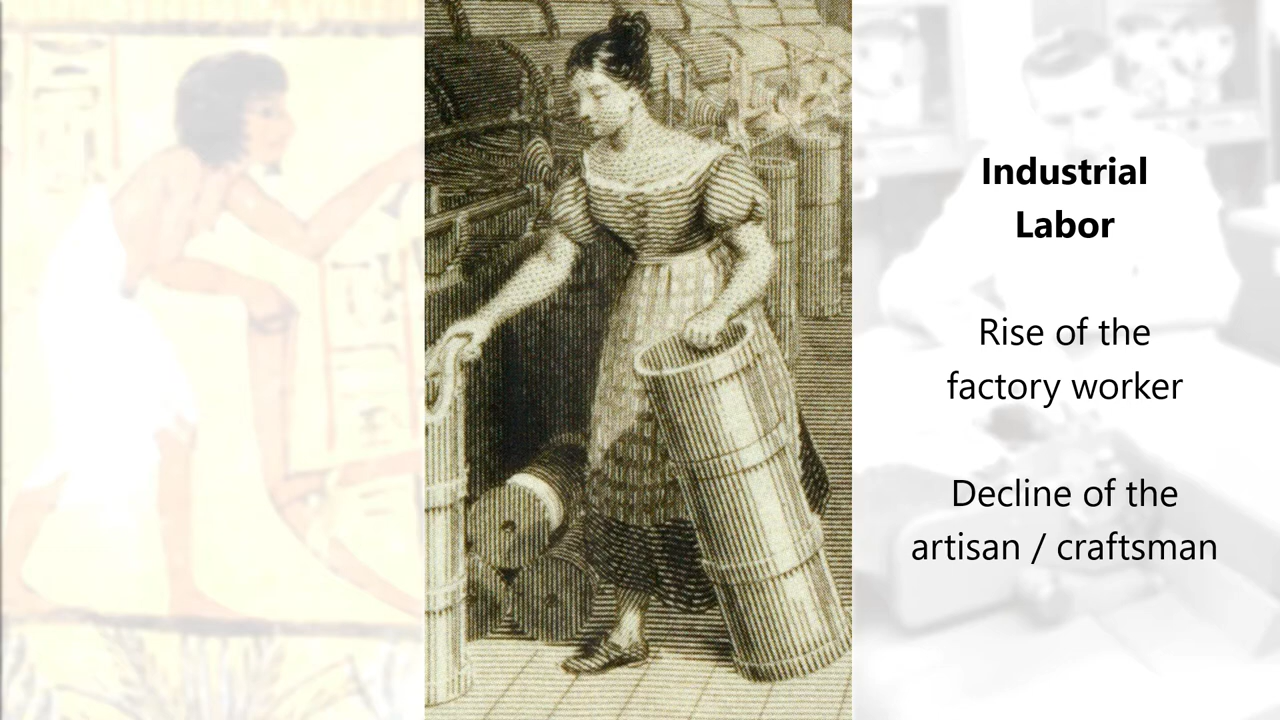 Industrial
Labor
Rise of the
factory worker
Decline of the
artisan / craftsman